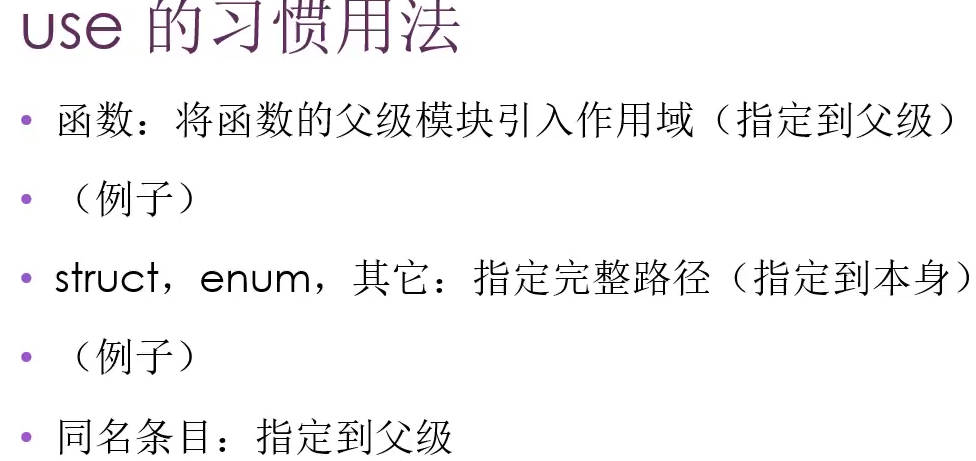 use 的习惯用法
• 函数：将函数的父级模块引入作用域（指定到父级）
• （例子）
• struct，enum，其它：指定完整路径（指定到本身）
• （例子）
• 同名条目：指定到父级